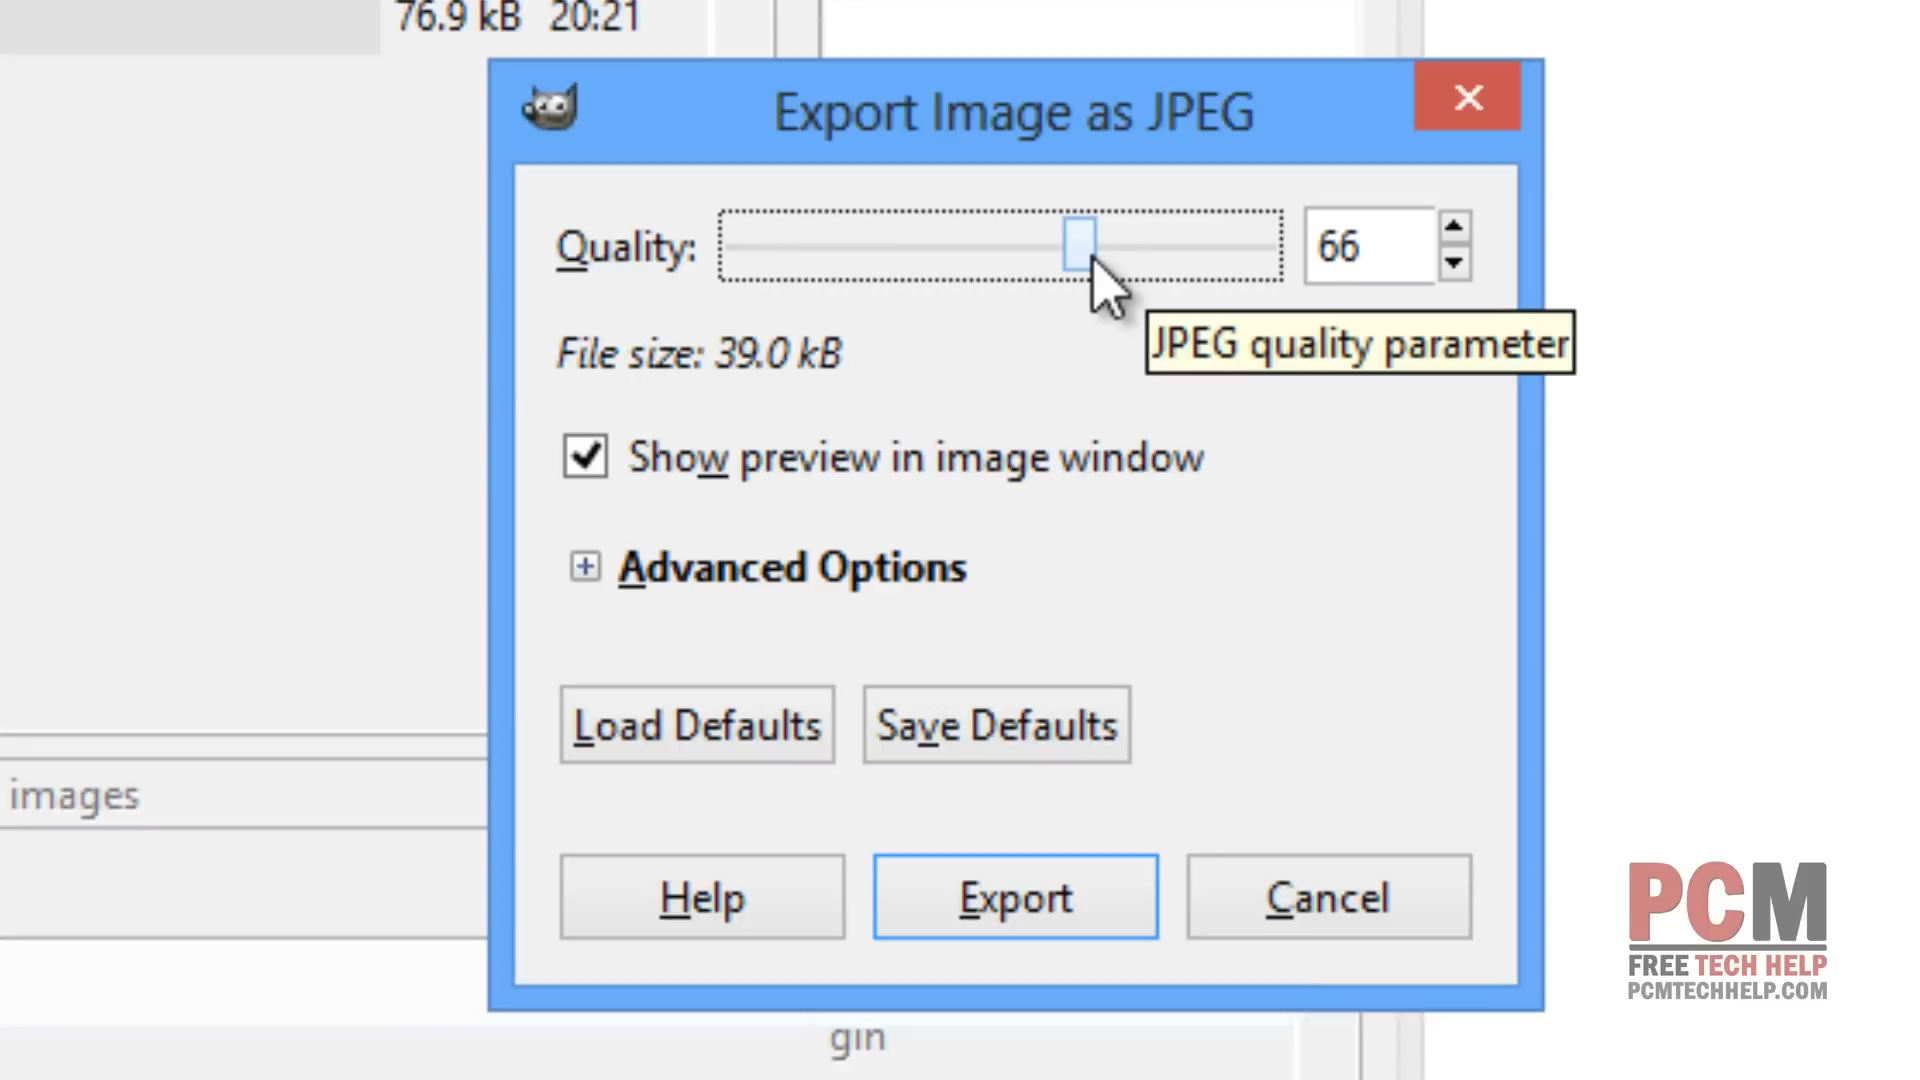 76.9 kB 20:21
Export Image as JPEG
Quality: 66
JPEG quality parameter
File size: 39.0 kB
Show preview in image window
Advanced Options
Load Defaults Save Defaults
images
Help Export Cancel
PCM
FREE TECH HELP
PCMTECHHELP.COM
gin